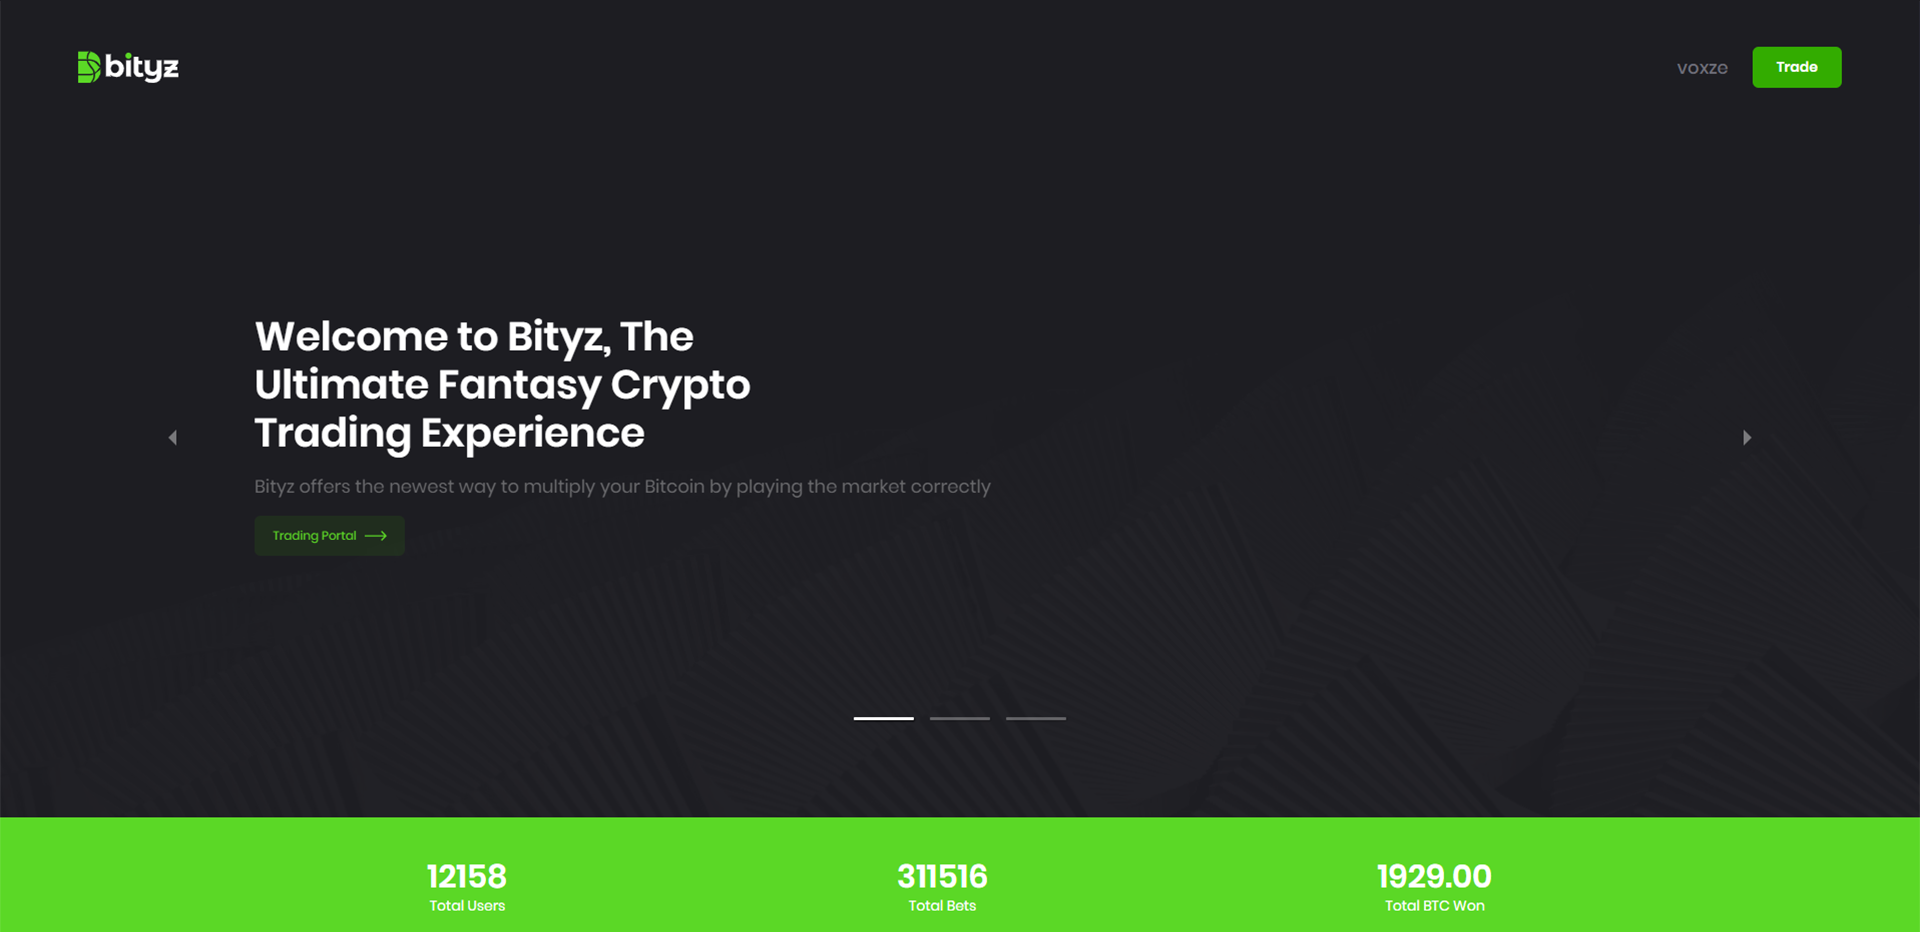 bityz
voxze
Trade
Welcome to Bityz, The
Ultimate Fantasy Crypto
Trading Experience
Bityz offers the newest way to multiply your Bitcoin by playing the market correctly
Trading Portal
12158
Total Users
311516
Total Bets
1929.00
Total BTC Won